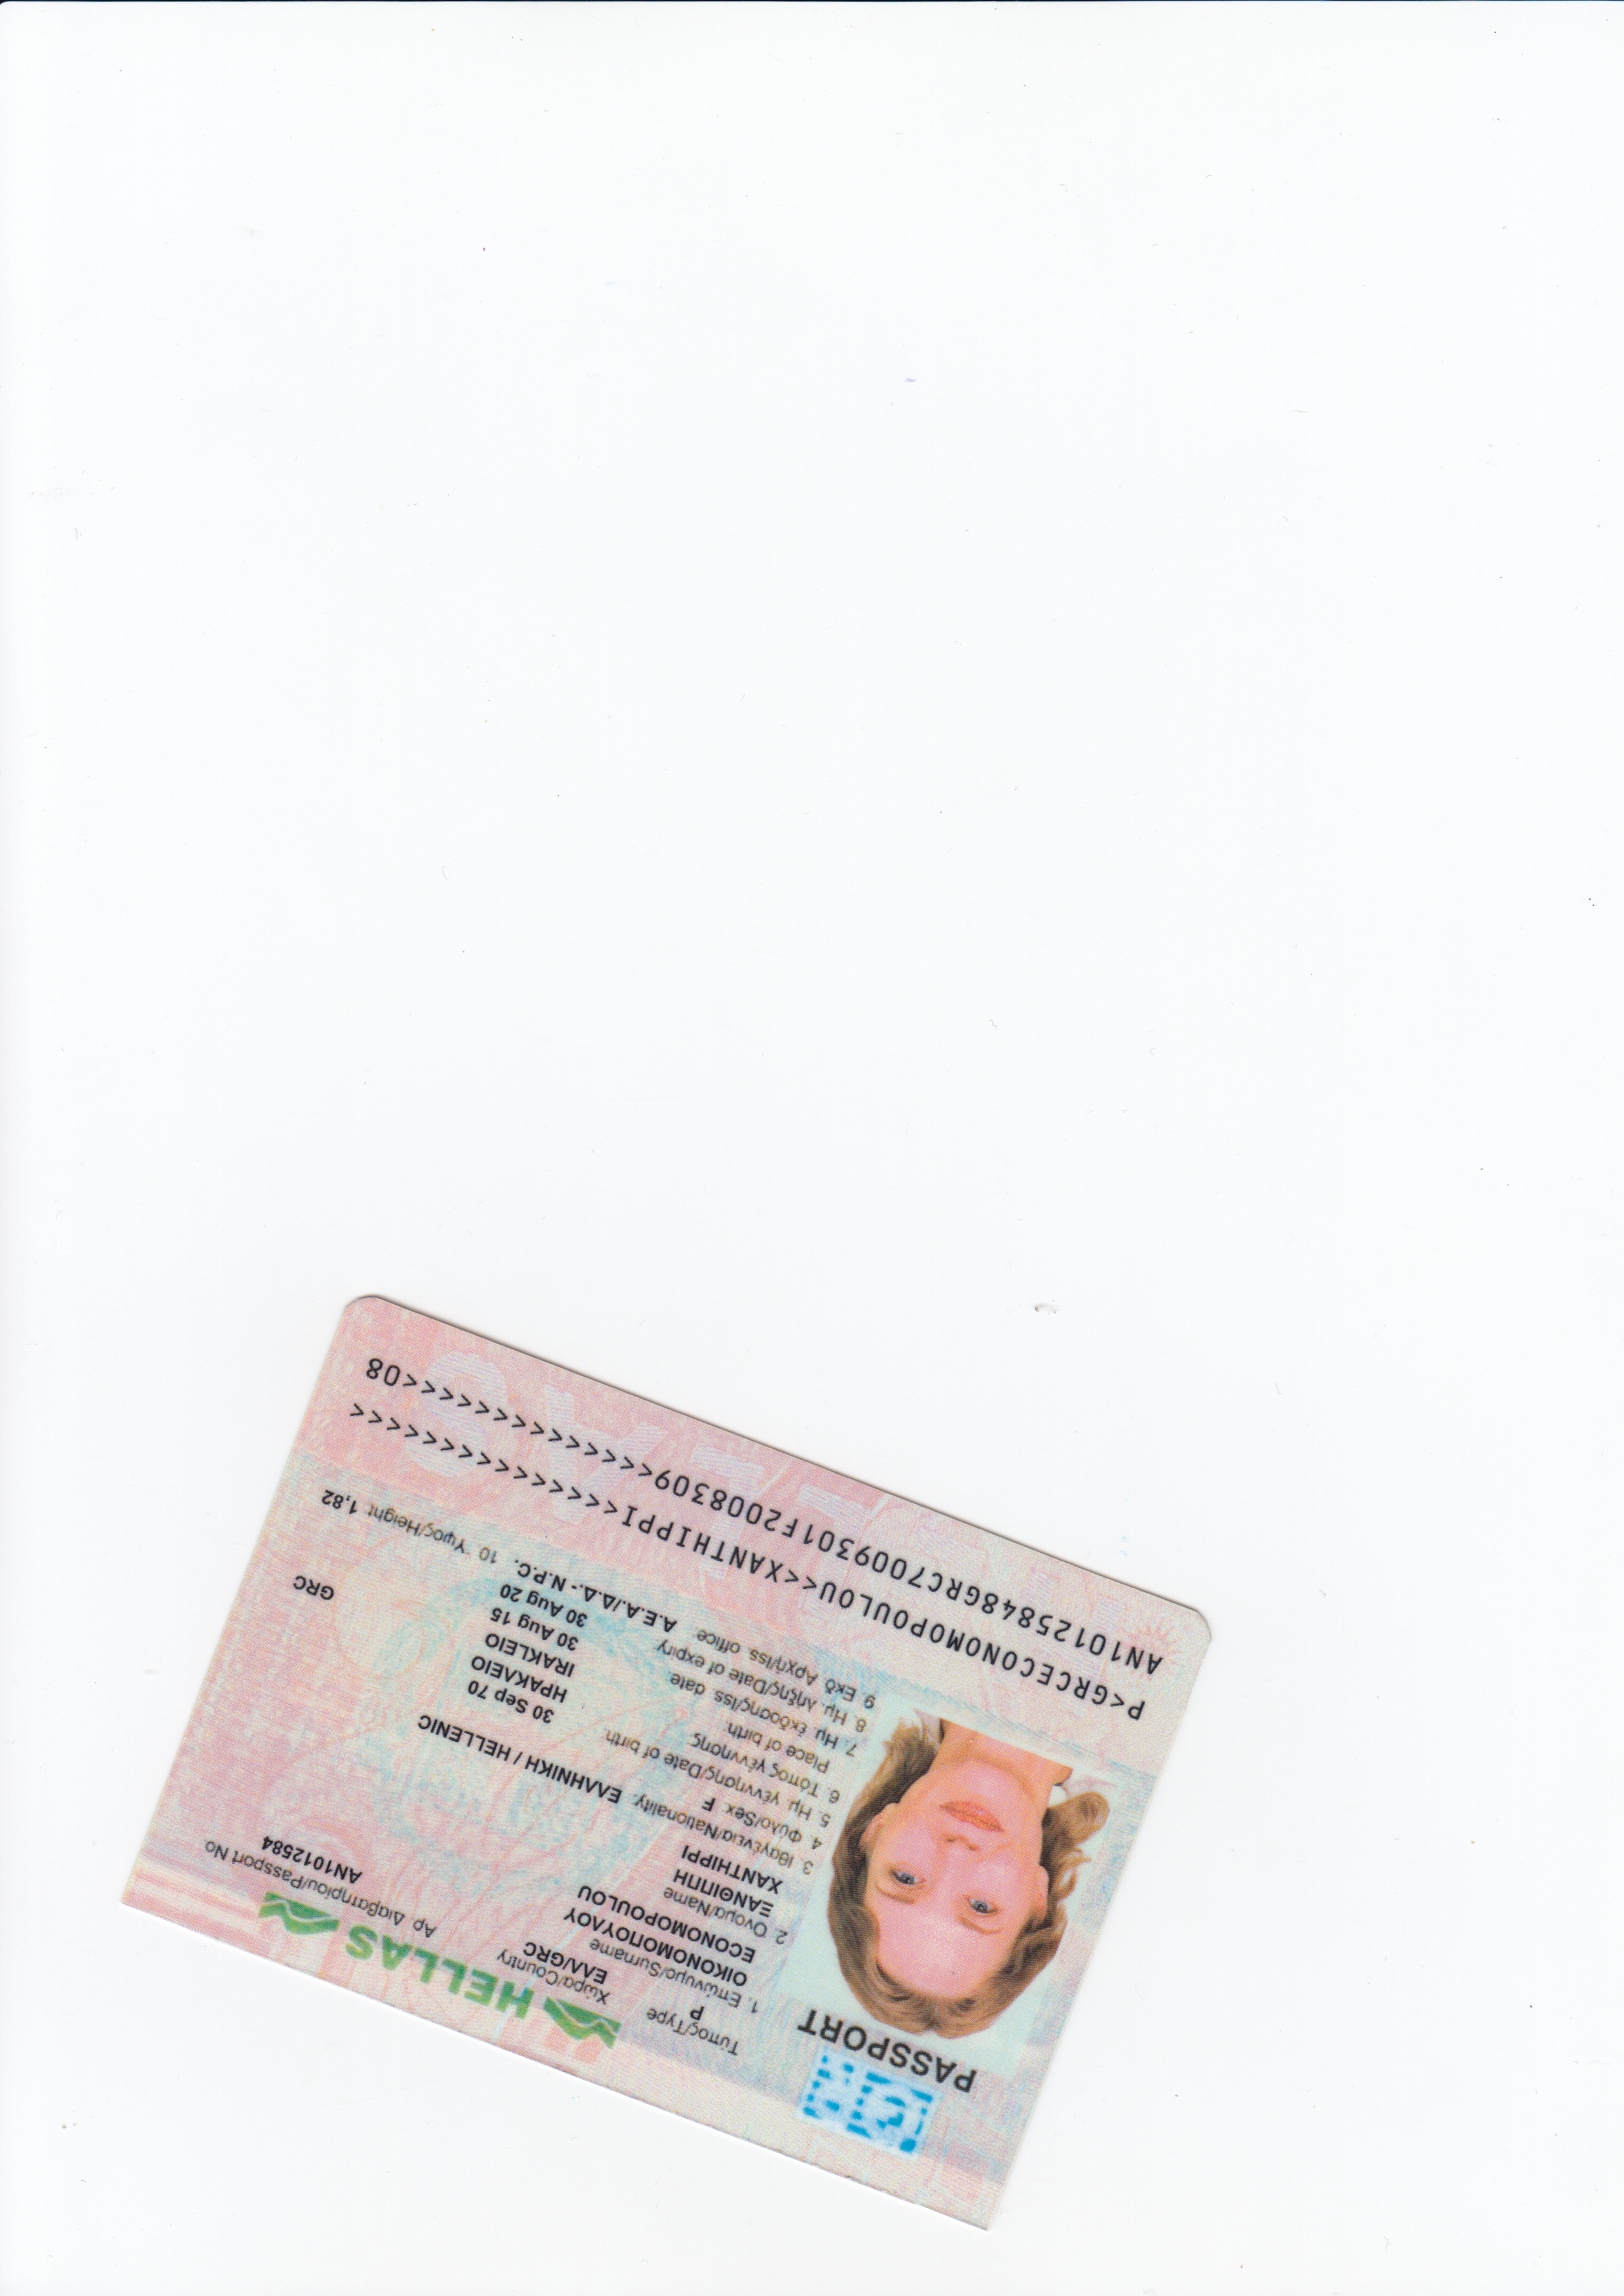 PASSPORT
HELLAS
Τύπος/Type
P
Χώρα/Country
ΕΛΛ/GRC
Αρ. Διαβατηρίου/Passport No
AN1012584
1. Επώνυμο/Surname
ΟΙΚΟΝΟΜΟΠΟΥΛΟΥ
ECONOMOPOULOU
2. Όνομα/Name
ΞΑΝΘΙΠΠΗ
XANTHIPPI
3. Ιθαγένεια/Nationality. ΕΛΛΗΝΙΚΗ / HELLENIC
4. Φύλο/Sex F
5. Ημ. γέννησης/Date of birth. 30 Sep 70
6. Τόπος γέννησης ΗΡΑΚΛΕΙΟ
Place of birth. IRAKLEIO
7. Ημ. έκδοσης/Iss. date. 30 Aug 15
8. Ημ. λήξης/Date of expiry 30 Aug 20
9 Εκδ. Αρχή/Iss. office. Α.Ε.Α./Δ.Δ.- N.P.C. 10 Ύψος/Height 1,82
GRC
P<GRCECONOMOPOULOU<<XANTHIPPI<<<<<<<<<<<<<<<
AN10125848GRC7009301F2008309<<<<<<<<<<<<<<08